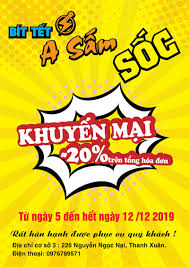 BÍT TẾT
A SẤM
SỐC
KHUYẾN MẠI
-20% trên tổng hóa đơn
Từ ngày 5 đến hết ngày 12/12 2019
Rất hân hạnh được phục vụ quý khách !
Địa chỉ cơ sở 3 : 226 Nguyễn Ngọc Nại, Thanh Xuân.
Điện thoại: 0976789571